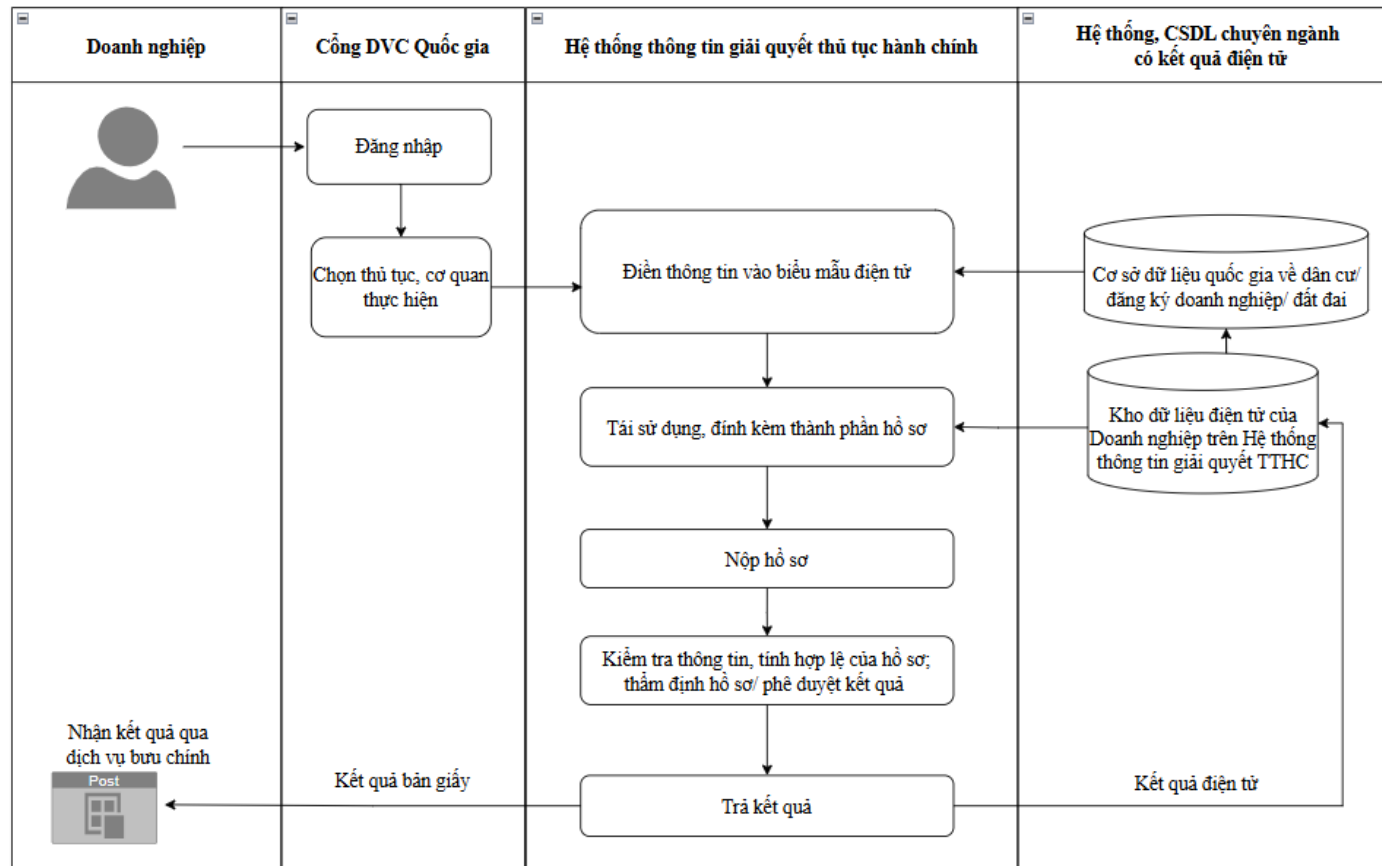 Doanh nghiệp
Cổng DVC Quốc gia
Hệ thống thông tin giải quyết thủ tục hành chính
Hệ thống, CSDL chuyên ngành
có kết quả điện tử
Đăng nhập
Chọn thủ tục, cơ quan
thực hiện
Điền thông tin vào biểu mẫu điện tử
Cơ sở dữ liệu quốc gia về dân cư/
đăng ký doanh nghiệp/ đất đai
Tái sử dụng, đính kèm thành phần hồ sơ
Kho dữ liệu điện tử của
Doanh nghiệp trên Hệ thống
thông tin giải quyết TTHC
Nộp hồ sơ
Kiểm tra thông tin, tính hợp lệ của hồ sơ;
thẩm định hồ sơ/ phê duyệt kết quả
Nhận kết quả qua
dịch vụ bưu chính
Post
Kết quả bản giấy
Trả kết quả
Kết quả điện tử